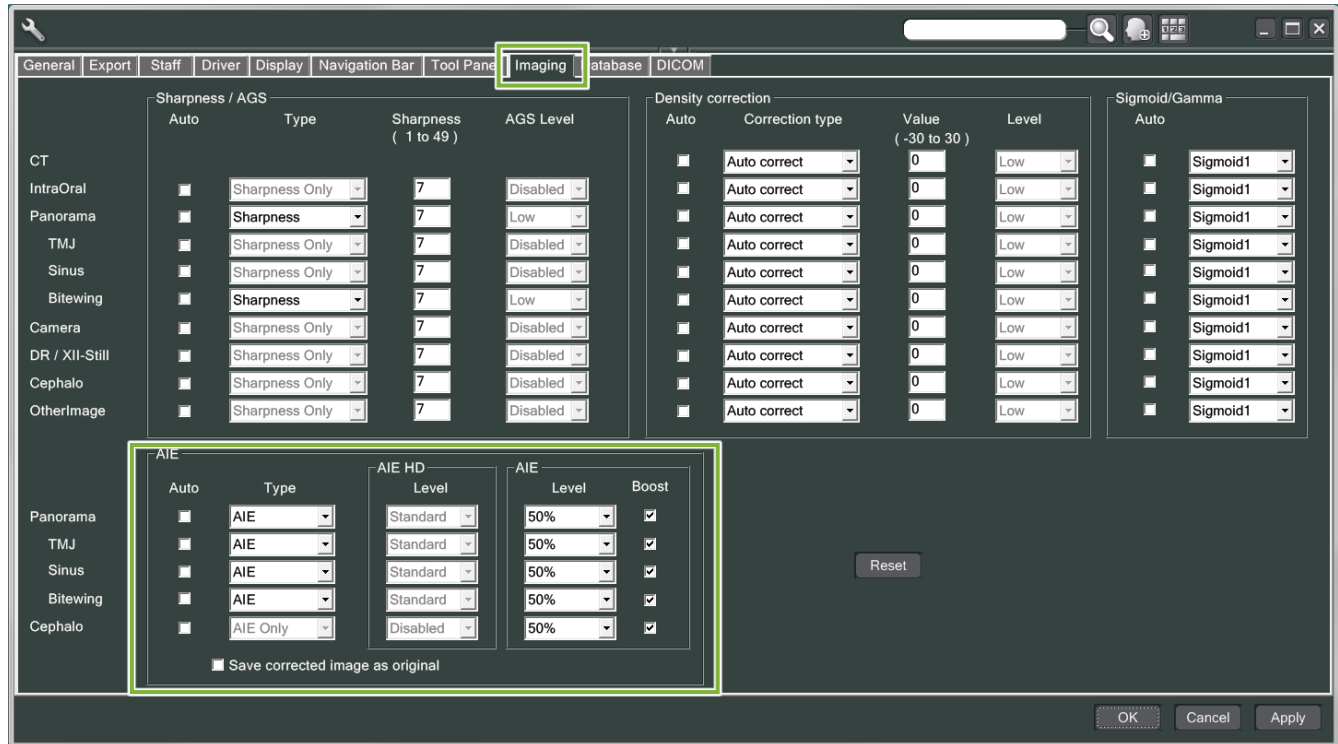 General Export Staff Driver Display Navigation Bar Tool Pane Imaging atabase DICOM
Sharpness / AGS Density correction Sigmoid/Gamma
Auto Type Sharpness AGS Level Auto Correction type Value Level Auto
( 1 to 49 ) ( -30 to 30 )
CT Auto correct 0 Low Sigmoid1
IntraOral Sharpness Only 7 Disabled Auto correct 0 Low Sigmoid1
Panorama Sharpness 7 Low Auto correct 0 Low Sigmoid1
TMJ Sharpness Only 7 Disabled Auto correct 0 Low Sigmoid1
Sinus Sharpness Only 7 Disabled Auto correct 0 Low Sigmoid1
Bitewing Sharpness 7 Low Auto correct 0 Low Sigmoid1
Camera Sharpness Only 7 Disabled Auto correct 0 Low Sigmoid1
DR / XII-Still Sharpness Only 7 Disabled Auto correct 0 Low Sigmoid1
Cephalo Sharpness Only 7 Disabled Auto correct 0 Low Sigmoid1
OtherImage Sharpness Only 7 Disabled Auto correct 0 Low Sigmoid1
AIE
AIE HD AIE
Auto Type Level Level Boost
Panorama AIE Standard 50%
TMJ AIE Standard 50%
Sinus AIE Standard 50% Reset
Bitewing AIE Standard 50%
Cephalo AIE Only Disabled 50%
Save corrected image as original
OK Cancel Apply